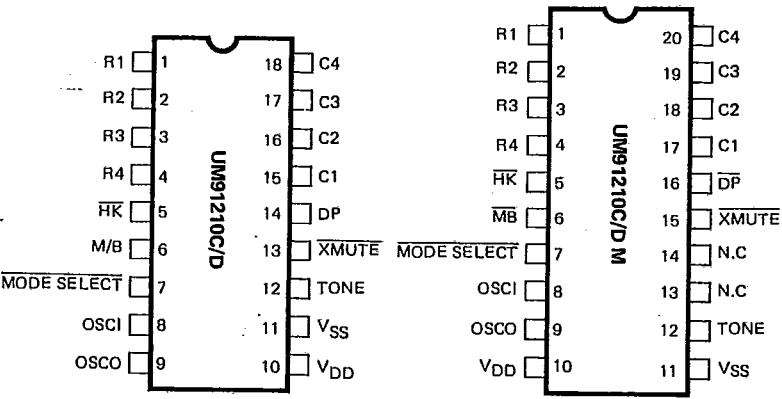 R1 1 18 C4
R2 2 17 C3
R3 3 16 C2
R4 4 15 C1
HK 5 14 DP
M/B 6 13 XMUTE
MODE SELECT 7 12 TONE
OSCI 8 11 VSS
OSCO 9 10 VDD
UM91210C/D
R1 1 20 C4
R2 2 19 C3
R3 3 18 C2
R4 4 17 C1
HK 5 16 DP
MB 6 15 XMUTE
MODE SELECT 7 14 N.C
OSCI 8 13 N.C
OSCO 9 12 TONE
VDD 10 11 VSS
UM91210C/D M